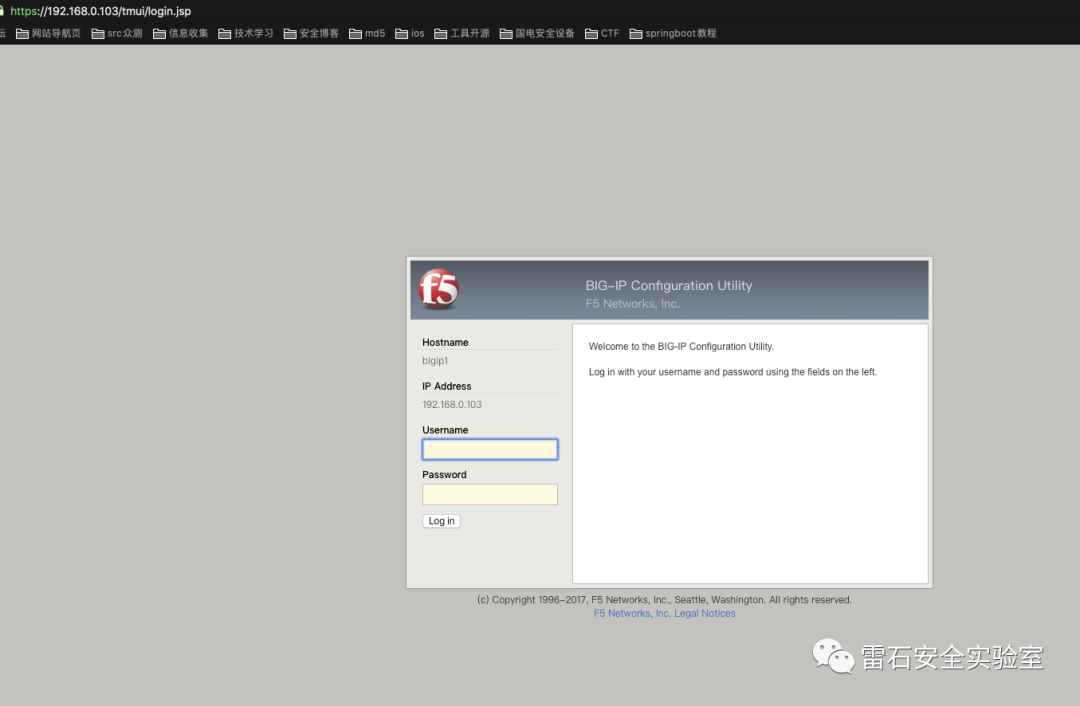 https://192.168.0.103/tmui/login.jsp
网站导航页 src众测 信息收集 技术学习 安全博客 md5 ios 工具开源 国电安全设备 CTF springboot教程
f5
BIG-IP Configuration Utility
F5 Networks, Inc.
Hostname
bigip1
IP Address
192.168.0.103
Username
Password
Log in
Welcome to the BIG-IP Configuration Utility.
Log in with your username and password using the fields on the left.
(c) Copyright 1996-2017, F5 Networks, Inc., Seattle, Washington. All rights reserved.
F5 Networks, Inc. Legal Notices
雷石安全实验室